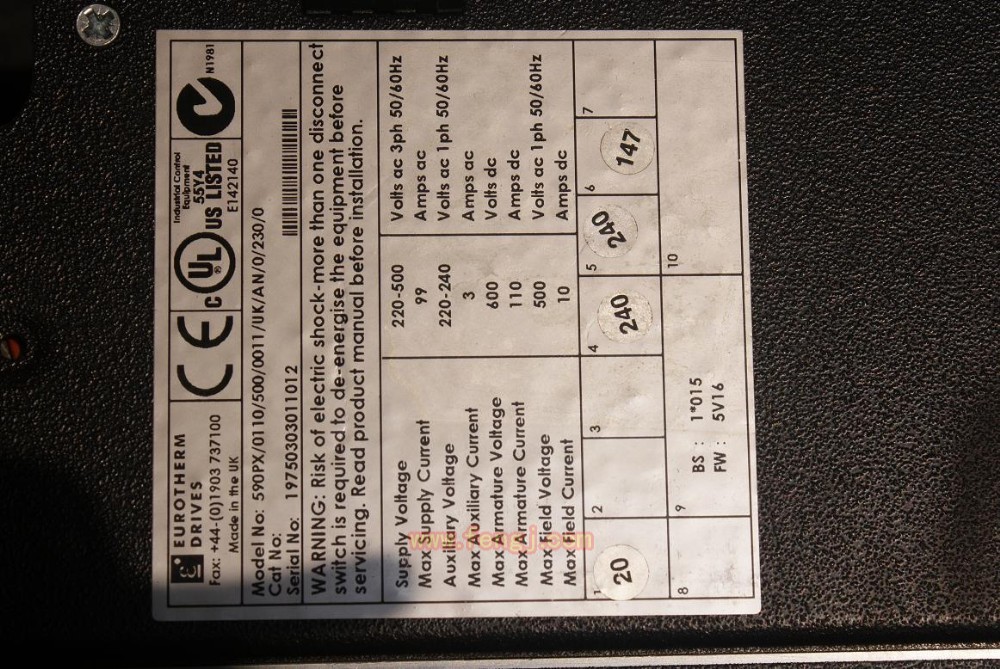 EUROTHERM
DRIVES
Fax: +44-(0)1903 737100
Made in the UK
CE
c UL US LISTED
®
Industrial Control
Equipment
55Y4
E142140
N1981
Model No: 590PX/0110/500/0011/UK/AN/0/230/0
Cat No:
Serial No: 19750303011012
WARNING: Risk of electric shock-more than one disconnect
switch is required to de-energise the equipment before
servicing. Read product manual before installation.
Supply Voltage 220-500 Volts ac 3ph 50/60Hz
Max Supply Current 99 Amps ac
Auxiliary Voltage 220-240 Volts ac 1ph 50/60Hz
Max Auxiliary Current 3 Amps ac
Max Armature Voltage 600 Volts dc
Max Armature Current 110 Amps dc
Max Field Voltage 500 Volts ac 1ph 50/60Hz
Max Field Current 10 Amps dc
1 2 3 4 5 6 7
20 240 240 147
8 9 10
BS : 1*015
FW : 5V16